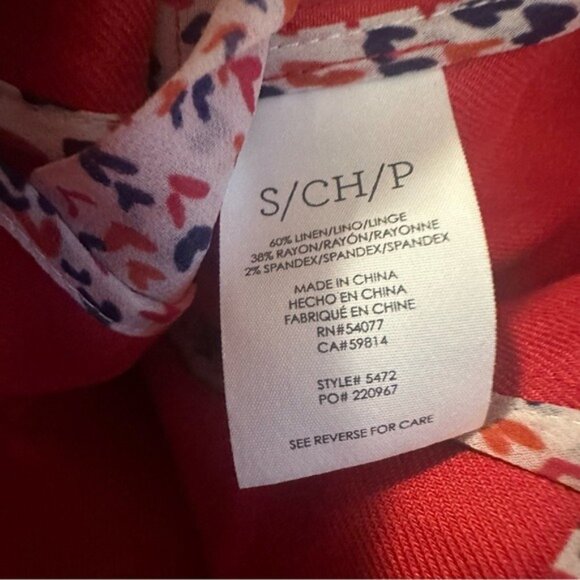 S/CH/P
60% LINEN/LINO/LINGE
38% RAYON/RAYÓN/RAYONNE
2% SPANDEX/SPANDEX/SPANDEX
MADE IN CHINA
HECHO EN CHINA
FABRIQUÉ EN CHINE
RN#54077
CA#59814
STYLE# 5472
PO# 220967
SEE REVERSE FOR CARE